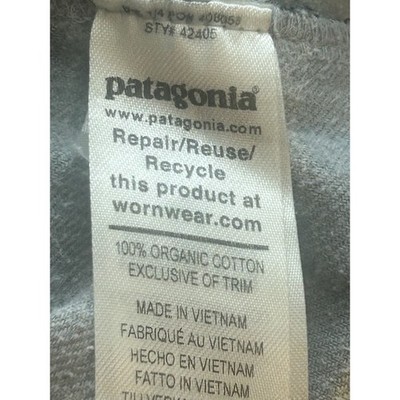 STY# 42405
patagonia®
www.patagonia.com
Repair/Reuse/
Recycle
this product at
wornwear.com
100% ORGANIC COTTON
EXCLUSIVE OF TRIM
MADE IN VIETNAM
FABRIQUÉ AU VIETNAM
HECHO EN VIETNAM
FATTO IN VIETNAM